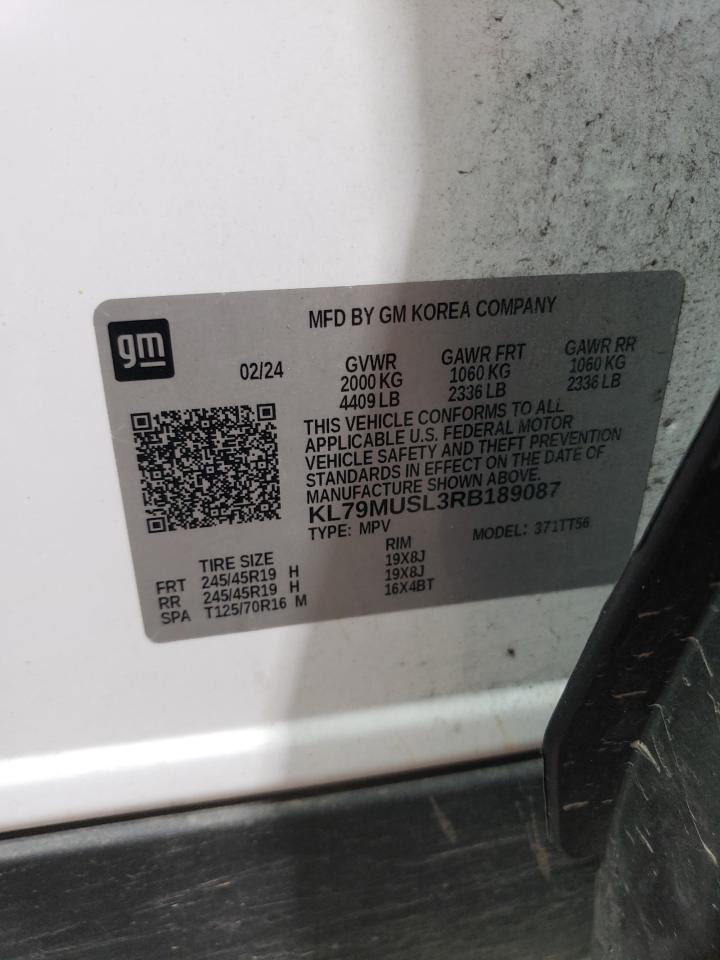 gm
MFD BY GM KOREA COMPANY
02/24
GVWR GAWR FRT GAWR RR
2000 KG 1060 KG 1060 KG
4409 LB 2336 LB 2336 LB
THIS VEHICLE CONFORMS TO ALL
APPLICABLE U.S. FEDERAL MOTOR
VEHICLE SAFETY AND THEFT PREVENTION
STANDARDS IN EFFECT ON THE DATE OF
MANUFACTURE SHOWN ABOVE.
KL79MUSL3RB189087
TYPE: MPV MODEL: 371TT56
TIRE SIZE RIM
FRT 245/45R19 H 19X8J
RR 245/45R19 H 19X8J
SPA T125/70R16 M 16X4BT